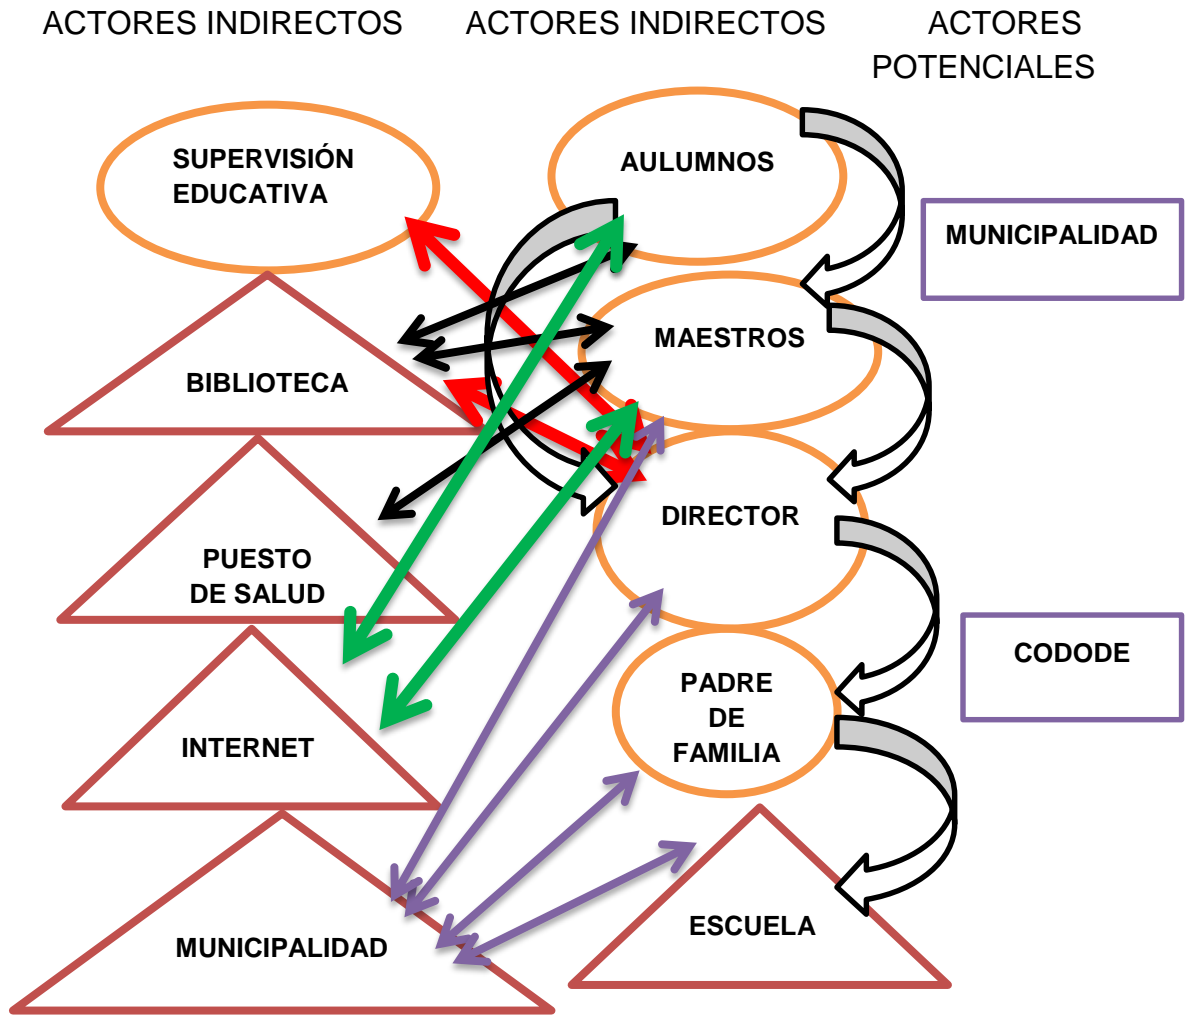 ACTORES INDIRECTOS
ACTORES INDIRECTOS
ACTORES
POTENCIALES
SUPERVISIÓN
EDUCATIVA
BIBLIOTECA
PUESTO
DE SALUD
INTERNET
MUNICIPALIDAD
AULUMNOS
MAESTROS
DIRECTOR
PADRE
DE
FAMILIA
ESCUELA
MUNICIPALIDAD
CODODE